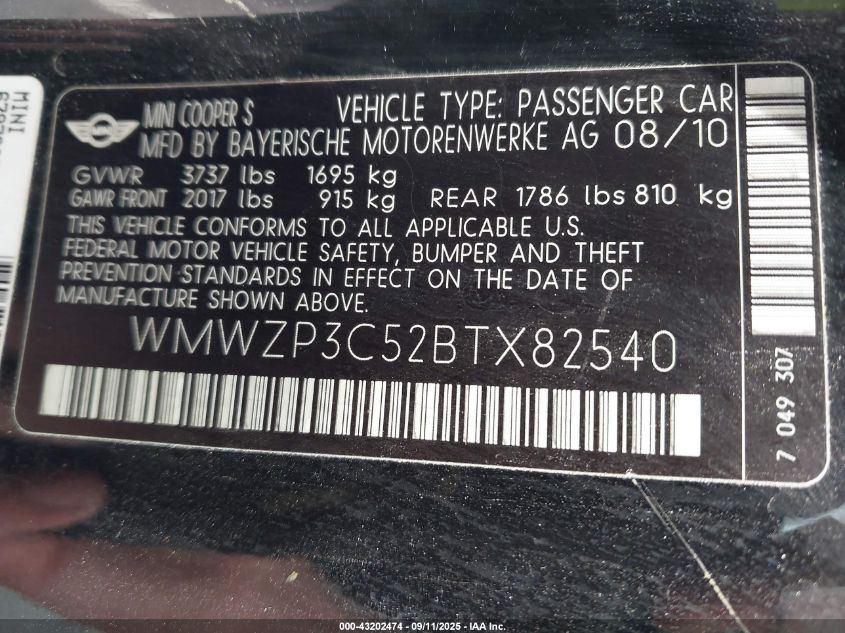 MINI COOPER S VEHICLE TYPE: PASSENGER CAR
MFD BY BAYERISCHE MOTORENWERKE AG 08/10
GVWR 3737 lbs 1695 kg
GAWR FRONT 2017 lbs 915 kg REAR 1786 lbs 810 kg
THIS VEHICLE CONFORMS TO ALL APPLICABLE U.S.
FEDERAL MOTOR VEHICLE SAFETY, BUMPER AND THEFT
PREVENTION STANDARDS IN EFFECT ON THE DATE OF
MANUFACTURE SHOWN ABOVE.
WMWZP3C52BTX82540
7 049 307
MINI
000-43202474 - 09/11/2025 - IAA Inc.